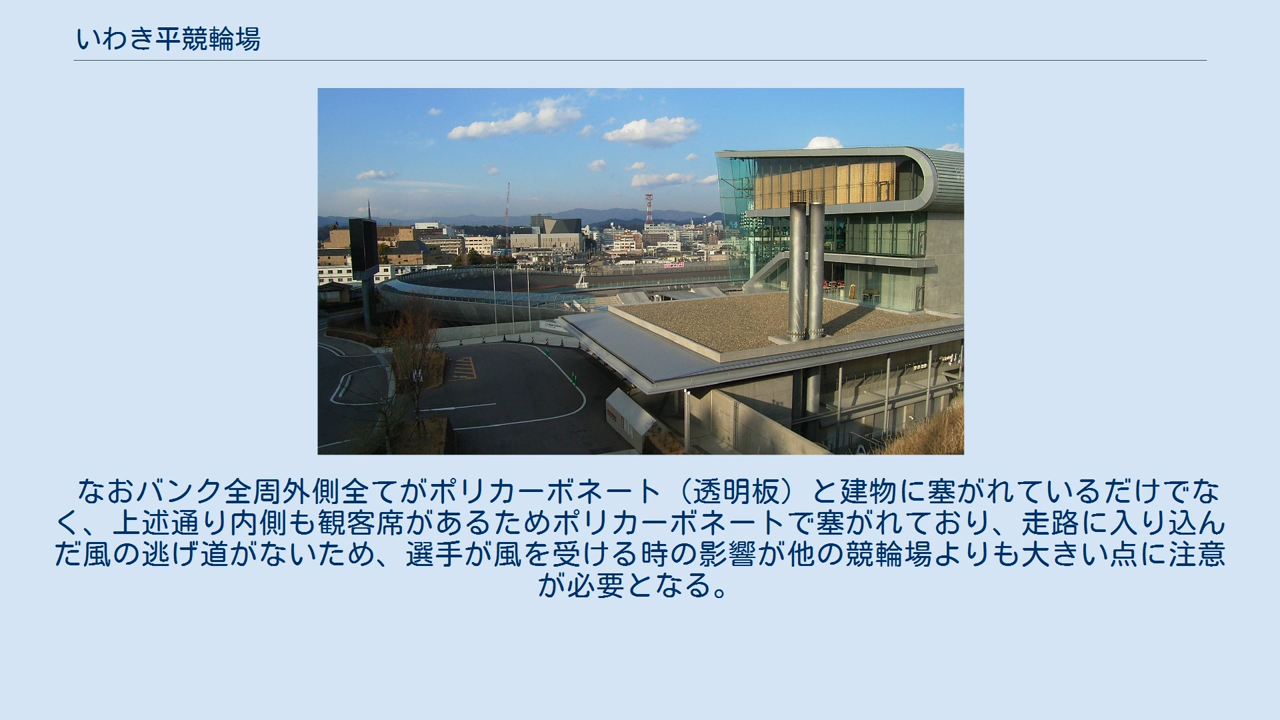 いわき平競輪場
なおバンク全周外側全てがポリカーボネート（透明板）と建物に塞がれているだけでな
く、上述通り内側も観客席があるためポリカーボネートで塞がれており、走路に入り込ん
だ風の逃げ道がないため、選手が風を受ける時の影響が他の競輪場よりも大きい点に注意
が必要となる。